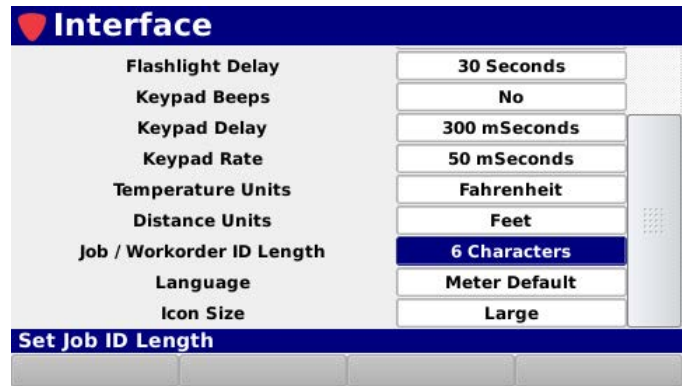 Interface
Flashlight Delay 30 Seconds
Keypad Beeps No
Keypad Delay 300 mSeconds
Keypad Rate 50 mSeconds
Temperature Units Fahrenheit
Distance Units Feet
Job / Workorder ID Length 6 Characters
Language Meter Default
Icon Size Large
Set Job ID Length